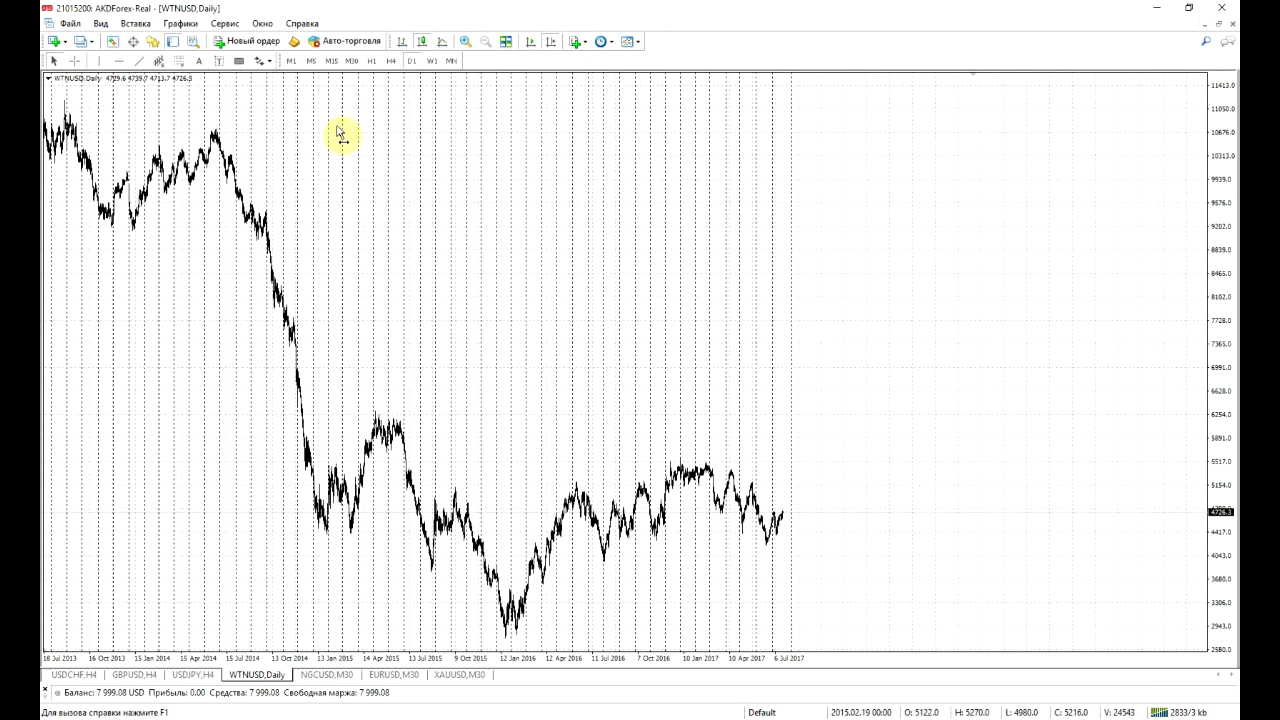 21015200: AKDForex-Real - [WTNUSD,Daily]
Файл Вид Вставка Графики Сервис Окно Справка
Новый ордер Авто-торговля
A T M1 M5 M15 M30 H1 H4 D1 W1 MN
WTNUSD,Daily 4729.6 4739.7 4713.7 4726.3
11413.0
11050.0
10676.0
10313.0
9939.0
9576.0
9202.0
8839.0
8465.0
8102.0
7728.0
7365.0
6991.0
6628.0
6254.0
5891.0
5517.0
5154.0
4726.3
4417.0
4043.0
3680.0
3306.0
2943.0
2580.0
18 Jul 2013 16 Oct 2013 15 Jan 2014 15 Apr 2014 15 Jul 2014 13 Oct 2014 13 Jan 2015 14 Apr 2015 13 Jul 2015 9 Oct 2015 12 Jan 2016 12 Apr 2016 11 Jul 2016 7 Oct 2016 10 Jan 2017 10 Apr 2017 6 Jul 2017
USDCHF,H4 GBPUSD,H4 USDJPY,H4 WTNUSD,Daily NGCUSD,M30 EURUSD,M30 XAUUSD,M30
Баланс: 7 999.08 USD Прибыль: 0.00 Средства: 7 999.08 Свободная маржа: 7 999.08
Для вызова справки нажмите F1 Default 2015.02.19 00:00 O: 5122.0 H: 5270.0 L: 4980.0 C: 5216.0 V: 24543 2833/3 kb